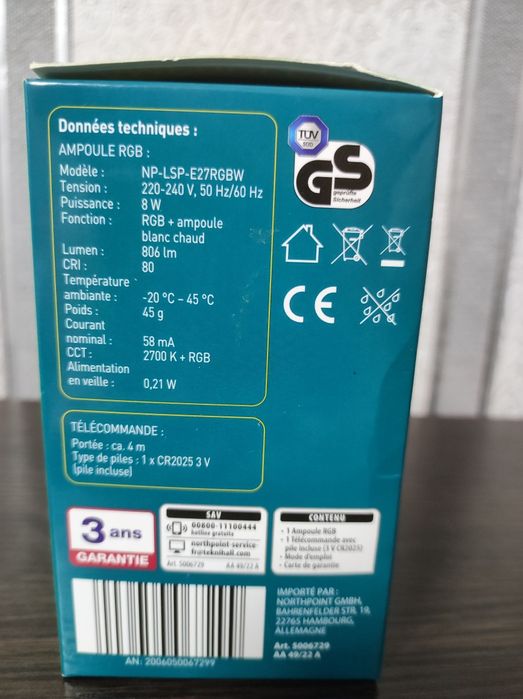 Données techniques :
AMPOULE RGB :
Modèle : NP-LSP-E27RGBW
Tension : 220-240 V, 50 Hz/60 Hz
Puissance : 8 W
Fonction : RGB + ampoule
blanc chaud
Lumen : 806 lm
CRI : 80
Température
ambiante : -20 °C – 45 °C
Poids : 45 g
Courant
nominal : 58 mA
CCT : 2700 K + RGB
Alimentation
en veille : 0,21 W
TÜV
SÜD
GS
geprüfte
Sicherheit
CE
TÉLÉCOMMANDE :
Portée : ca. 4 m
Type de piles : 1 x CR2025 3 V
(pile incluse)
3 ans
GARANTIE
SAV
00800-11100444
hotline gratuite
northpoint-service-
fr@teknihall.com
Art. 5006729 AA 49/22 A
CONTENU
- 1 Ampoule RGB
- 1 Télécommande avec
pile incluse (3 V CR2025)
- Mode d'emploi
- Carte de garantie
AN: 2006050067299
IMPORTÉ PAR :
NORTHPOINT GMBH,
BAHRENFELDER STR. 19,
22765 HAMBOURG,
ALLEMAGNE
Art. 5006729
AA 49/22 A